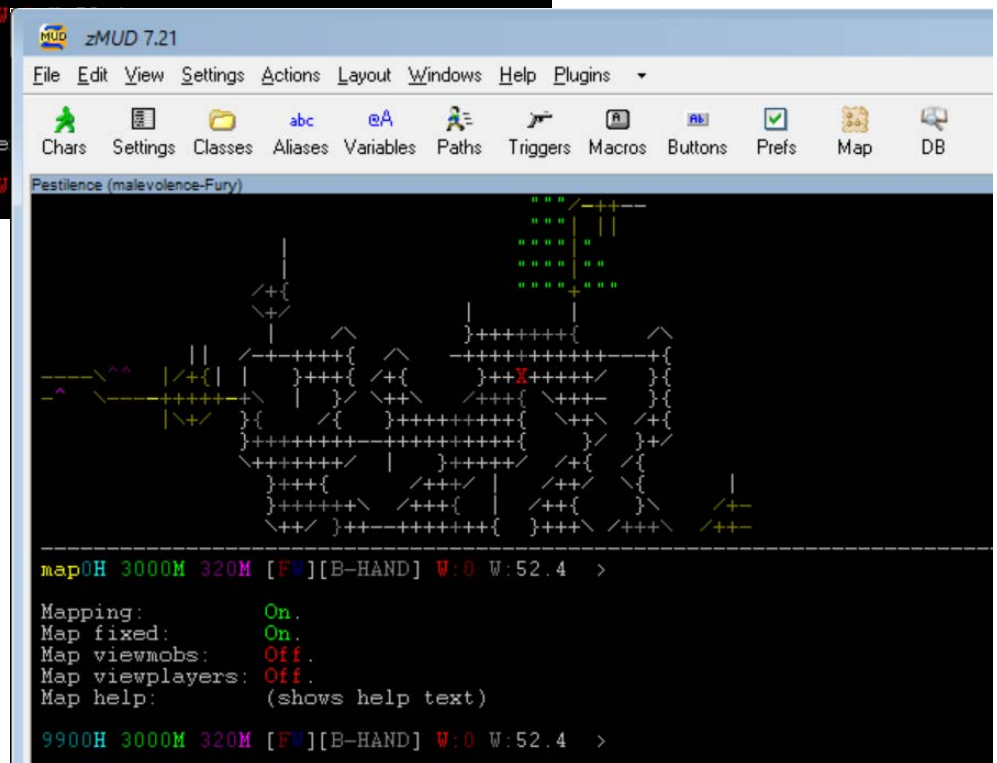 zMUD 7.21
File Edit View Settings Actions Layout Windows Help Plugins
Chars Settings Classes Aliases Variables Paths Triggers Macros Buttons Prefs Map DB
Pestilence (malevolence-Fury)
map0H 3000M 320M [FW][B-HAND] W:0 W:52.4 >
Mapping: On.
Map fixed: On.
Map viewmobs: Off.
Map viewplayers: Off.
Map help: (shows help text)
9900H 3000M 320M [FW][B-HAND] W:0 W:52.4 >